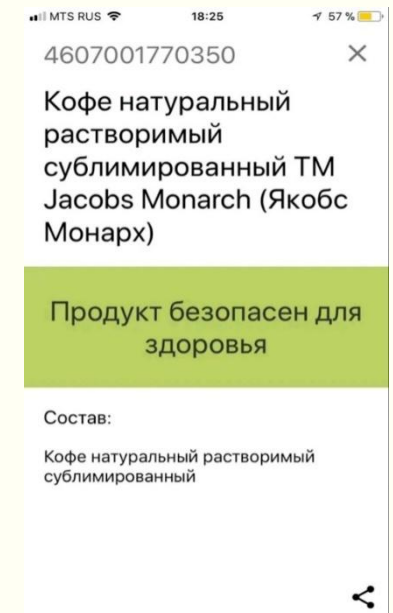 MTS RUS 18:25 57 %
4607001770350
Кофе натуральный
растворимый
сублимированный ТМ
Jacobs Monarch (Якобс
Монарх)
Продукт безопасен для
здоровья
Состав:
Кофе натуральный растворимый
сублимированный